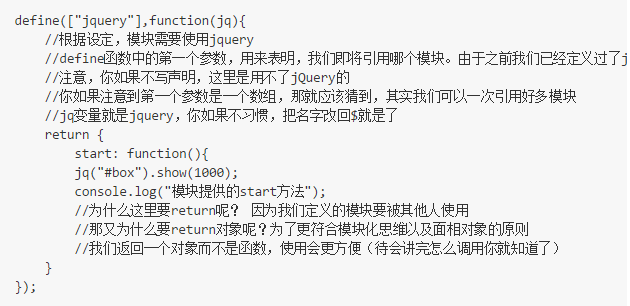 define(["jquery"],function(jq){
//根据设定，模块需要使用jquery
//define函数中的第一个参数，用来表明，我们即将引用哪个模块。由于之前我们已经定义过了j
//注意，你如果不写声明，这里是用不了jQuery的
//你如果注意到第一个参数是一个数组，那就应该猜到，其实我们可以一次引用好多模块
//jq变量就是jquery，你如果不习惯，把名字改回$就是了
return {
start: function(){
jq("#box").show(1000);
console.log("模块提供的start方法");
//为什么这里要return呢？ 因为我们定义的模块要被其他人使用
//那又为什么要return对象呢？为了更符合模块化思维以及面相对象的原则
//我们返回一个对象而不是函数，使用会更方便（待会讲完怎么调用你就知道了）
}
});